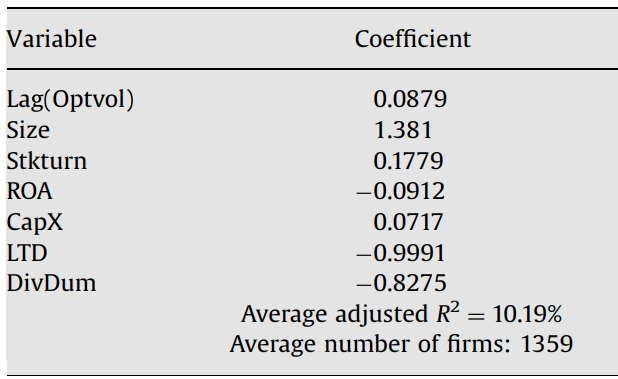 Variable Coefficient
Lag(Optvol) 0.0879
Size 1.381
Stkturn 0.1779
ROA −0.0912
CapX 0.0717
LTD −0.9991
DivDum −0.8275
Average adjusted R² = 10.19%
Average number of firms: 1359